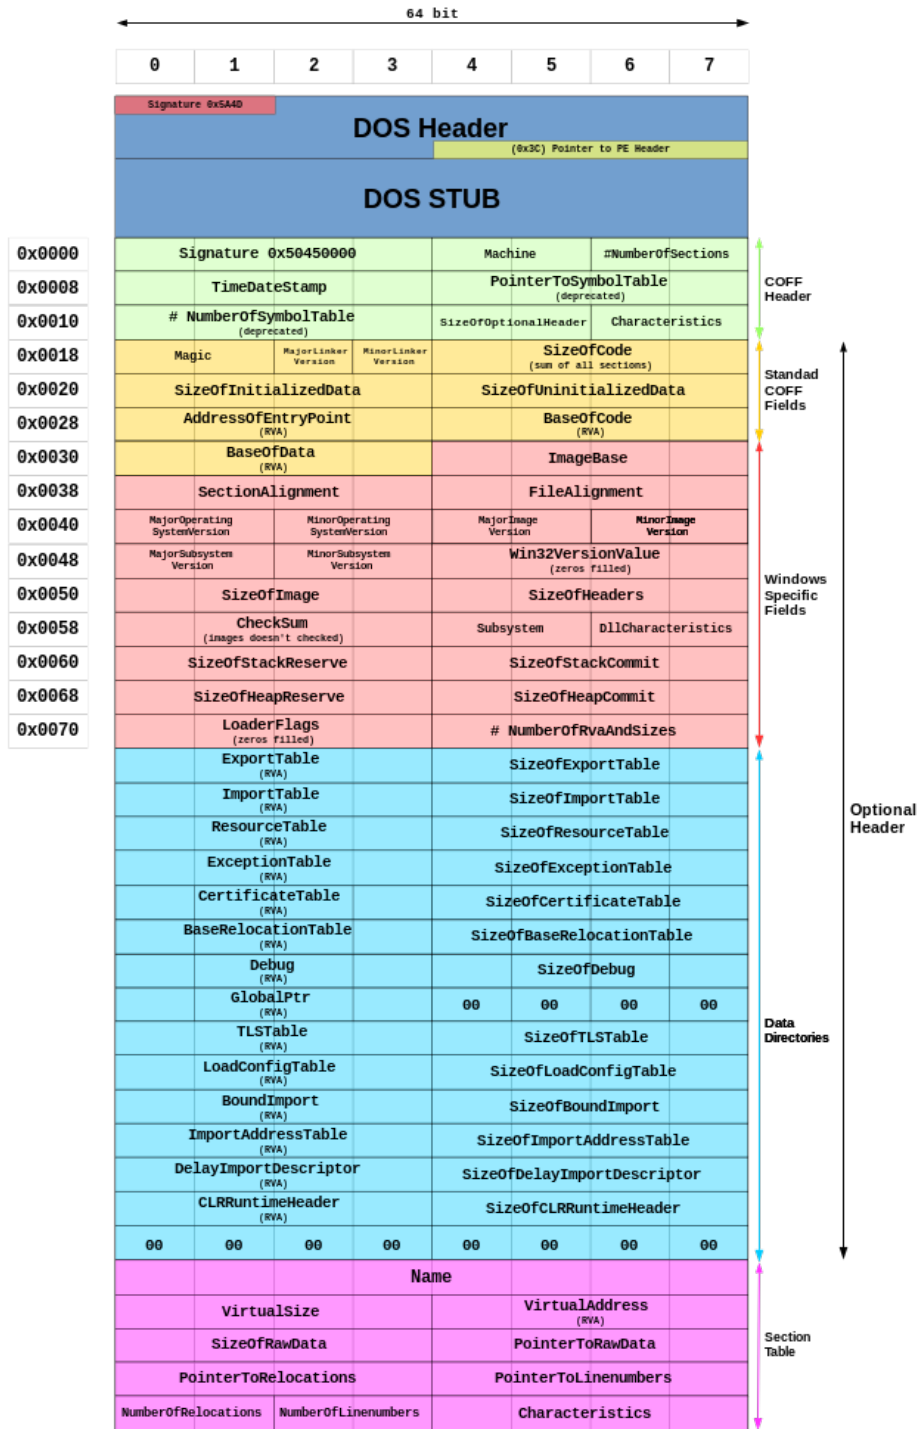 64 bit
0 1 2 3 4 5 6 7
Signature 0x5A4D
DOS Header
(0x3C) Pointer to PE Header
DOS STUB
0x0000 Signature 0x50450000 Machine #NumberOfSections
0x0008 TimeDateStamp PointerToSymbolTable
(deprecated)
COFF
Header
0x0010 # NumberOfSymbolTable
(deprecated)
SizeOfOptionalHeader Characteristics
0x0018 Magic
MajorLinker
Version
MinorLinker
Version
SizeOfCode
(sum of all sections)
0x0020 SizeOfInitializedData SizeOfUninitializedData
Standad
COFF
Fields
0x0028 AddressOfEntryPoint
(RVA)
BaseOfCode
(RVA)
0x0030 BaseOfData
(RVA)
ImageBase
0x0038 SectionAlignment FileAlignment
0x0040 MajorOperating
SystemVersion
MinorOperating
SystemVersion
MajorImage
Version
MinorImage
Version
0x0048 MajorSubsystem
Version
MinorSubsystem
Version
Win32VersionValue
(zeros filled)
0x0050 SizeOfImage SizeOfHeaders
Windows
Specific
Fields
0x0058 CheckSum
(images doesn't checked)
Subsystem DllCharacteristics
0x0060 SizeOfStackReserve SizeOfStackCommit
0x0068 SizeOfHeapReserve SizeOfHeapCommit
0x0070 LoaderFlags
(zeros filled)
# NumberOfRvaAndSizes
ExportTable
(RVA)
SizeOfExportTable
ImportTable
(RVA)
SizeOfImportTable
Optional
Header
ResourceTable
(RVA)
SizeOfResourceTable
ExceptionTable
(RVA)
SizeOfExceptionTable
CertificateTable
(RVA)
SizeOfCertificateTable
BaseRelocationTable
(RVA)
SizeOfBaseRelocationTable
Debug
(RVA)
SizeOfDebug
GlobalPtr
(RVA)
00 00 00 00
Data
Directories
TLSTable
(RVA)
SizeOfTLSTable
LoadConfigTable
(RVA)
SizeOfLoadConfigTable
BoundImport
(RVA)
SizeOfBoundImport
ImportAddressTable
(RVA)
SizeOfImportAddressTable
DelayImportDescriptor
(RVA)
SizeOfDelayImportDescriptor
CLRRuntimeHeader
(RVA)
SizeOfCLRRuntimeHeader
00 00 00 00 00 00 00 00
Name
VirtualSize VirtualAddress
(RVA)
SizeOfRawData PointerToRawData
Section
Table
PointerToRelocations PointerToLinenumbers
NumberOfRelocations NumberOfLinenumbers Characteristics